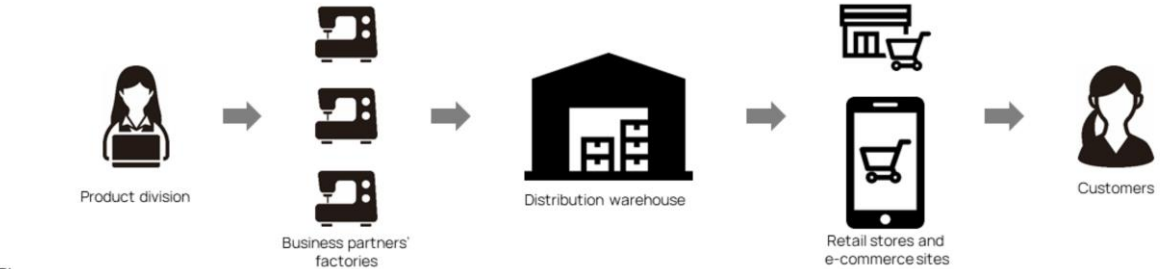 Product division
Business partners'
factories
Distribution warehouse
Retail stores and
e-commerce sites
Customers